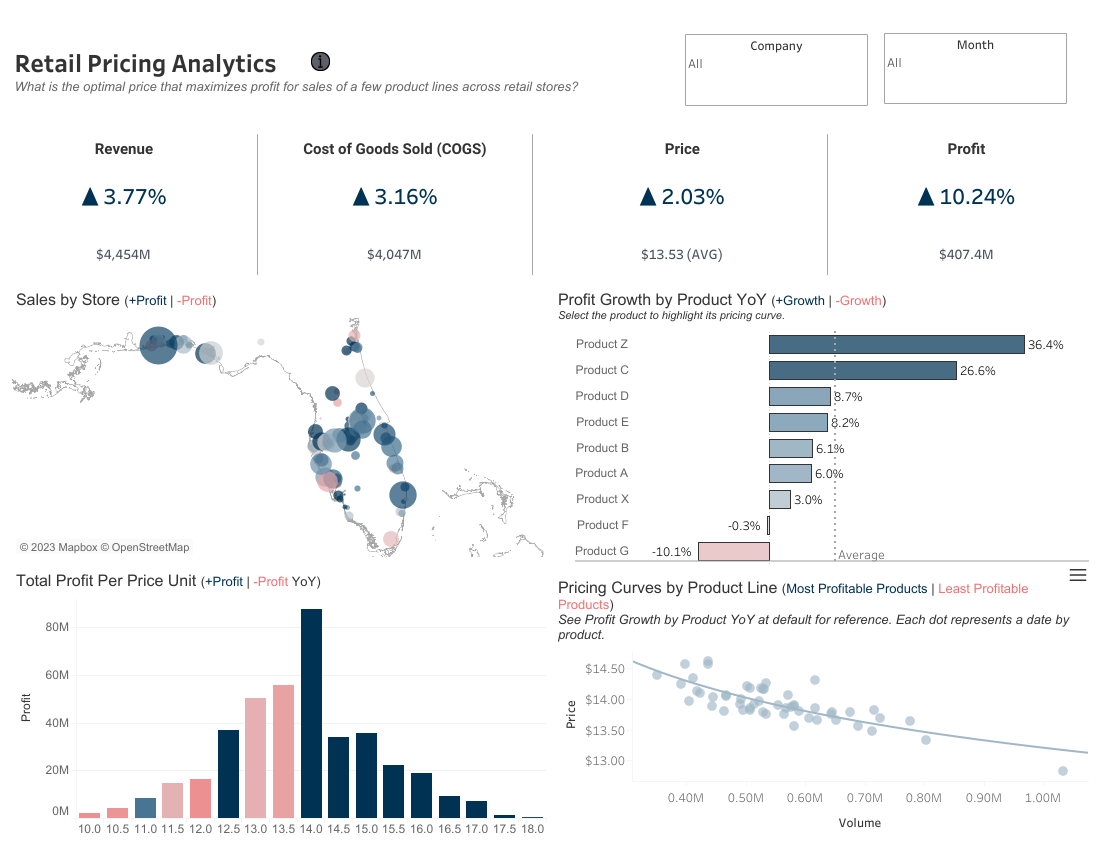 Retail Pricing Analytics
i
What is the optimal price that maximizes profit for sales of a few product lines across retail stores?
Company
All
Month
All
Revenue
▲ 3.77%
$4,454M
Cost of Goods Sold (COGS)
▲ 3.16%
$4,047M
Price
▲ 2.03%
$13.53 (AVG)
Profit
▲ 10.24%
$407.4M
Sales by Store (+Profit | -Profit)
© 2023 Mapbox © OpenStreetMap
Profit Growth by Product YoY (+Growth | -Growth)
Select the product to highlight its pricing curve.
Product Z 36.4%
Product C 26.6%
Product D 8.7%
Product E 8.2%
Product B 6.1%
Product A 6.0%
Product X 3.0%
Product F -0.3%
Product G -10.1%
Average
Total Profit Per Price Unit (+Profit | -Profit YoY)
Profit
80M
60M
40M
20M
0M
10.0 10.5 11.0 11.5 12.0 12.5 13.0 13.5 14.0 14.5 15.0 15.5 16.0 16.5 17.0 17.5 18.0
Pricing Curves by Product Line (Most Profitable Products | Least Profitable
Products)
See Profit Growth by Product YoY at default for reference. Each dot represents a date by
product.
Price
$14.50
$14.00
$13.50
$13.00
0.40M 0.50M 0.60M 0.70M 0.80M 0.90M 1.00M
Volume